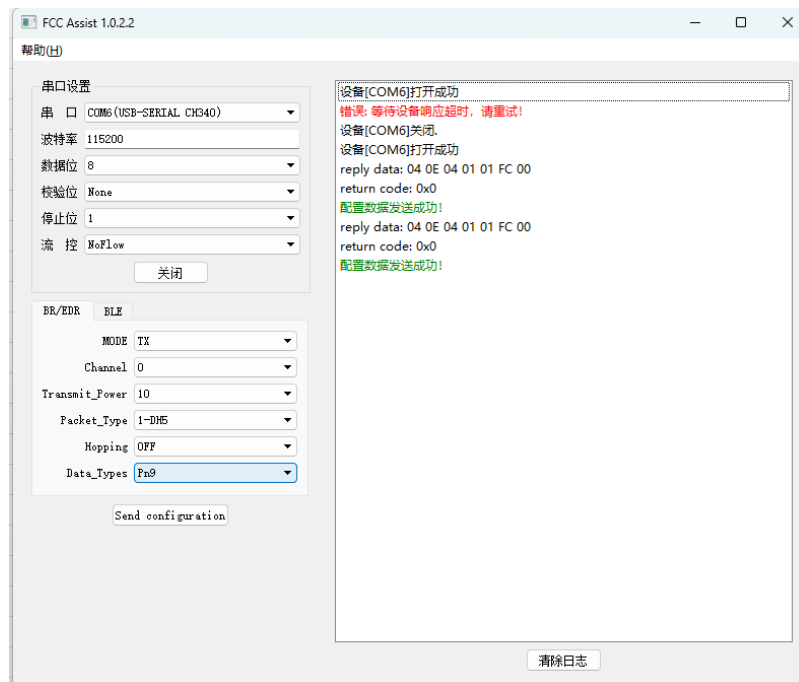 FCC Assist 1.0.2.2
帮助(H)
串口设置
串 口 COM6(USB-SERIAL CH340)
波特率 115200
数据位 8
校验位 None
停止位 1
流 控 NoFlow
关闭
BR/EDR BLE
MODE TX
Channel 0
Transmit_Power 10
Packet_Type 1-DH5
Hopping OFF
Data_Types Pn9
Send configuration
设备[COM6]打开成功
错误: 等待设备响应超时，请重试!
设备[COM6]关闭.
设备[COM6]打开成功
reply data: 04 0E 04 01 01 FC 00
return code: 0x0
配置数据发送成功!
reply data: 04 0E 04 01 01 FC 00
return code: 0x0
配置数据发送成功!
清除日志